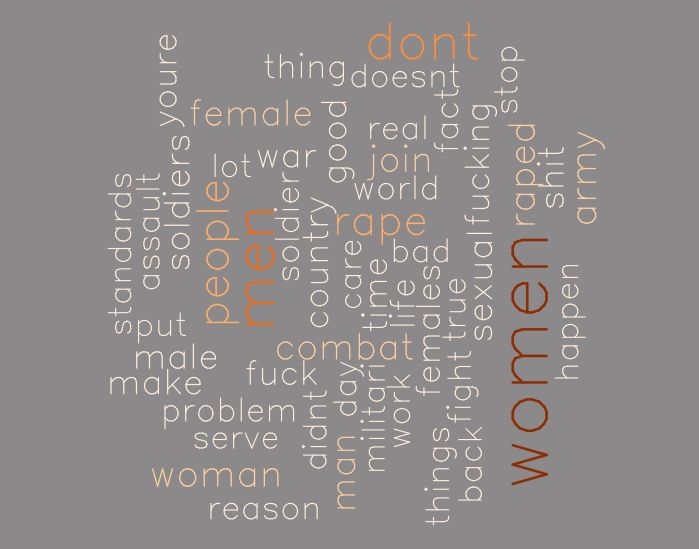 dont
thing
doesnt
youre
stop
female
good
real
fact
fucking
lot
war
join
world
raped
shit
army
soldiers
assault
standards
people
men
soldier
country
rape
care
bad
sexual
women
time
life
females
true
happen
put
combat
male
make
fuck
problem
serve
didnt
man
day
militari
work
fight
back
things
woman
reason